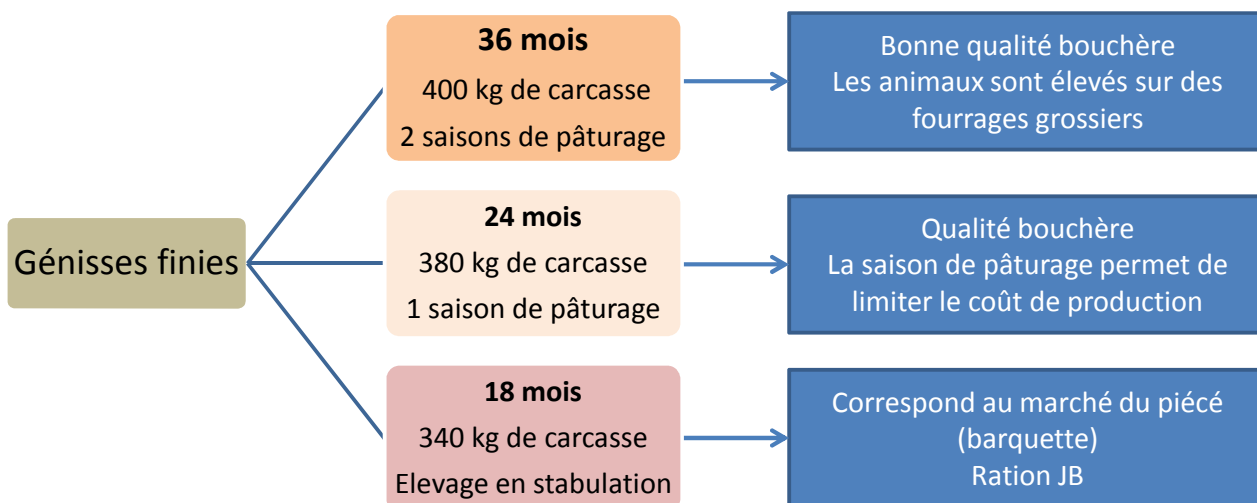 Génisses finies
36 mois
400 kg de carcasse
2 saisons de pâturage
Bonne qualité bouchère
Les animaux sont élevés sur des
fourrages grossiers
24 mois
380 kg de carcasse
1 saison de pâturage
Qualité bouchère
La saison de pâturage permet de
limiter le coût de production
18 mois
340 kg de carcasse
Elevage en stabulation
Correspond au marché du piécé
(barquette)
Ration JB